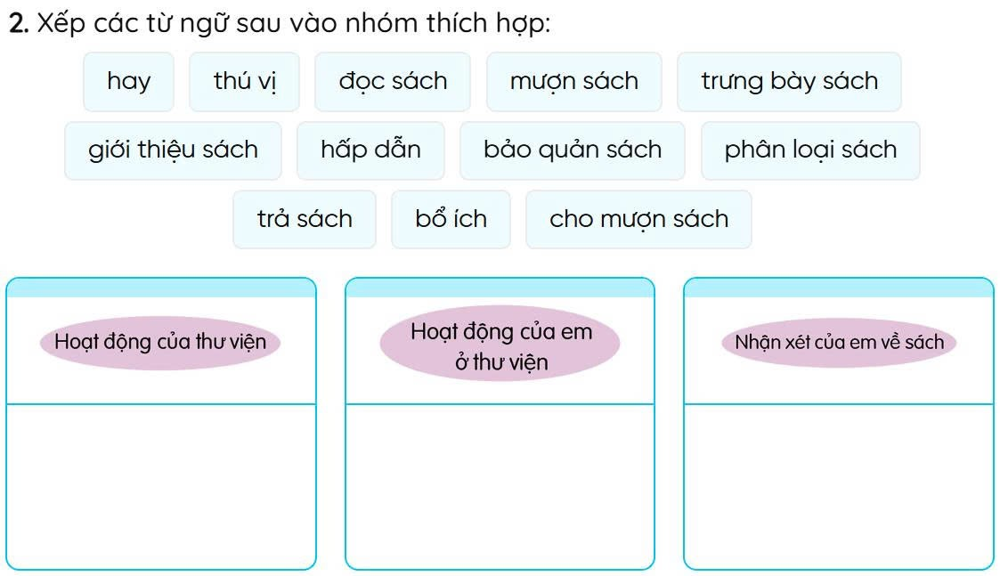 2. Xếp các từ ngữ sau vào nhóm thích hợp:
hay thú vị đọc sách mượn sách trưng bày sách
giới thiệu sách hấp dẫn bảo quản sách phân loại sách
trả sách bổ ích cho mượn sách
Hoạt động của thư viện
Hoạt động của em
ở thư viện
Nhận xét của em về sách